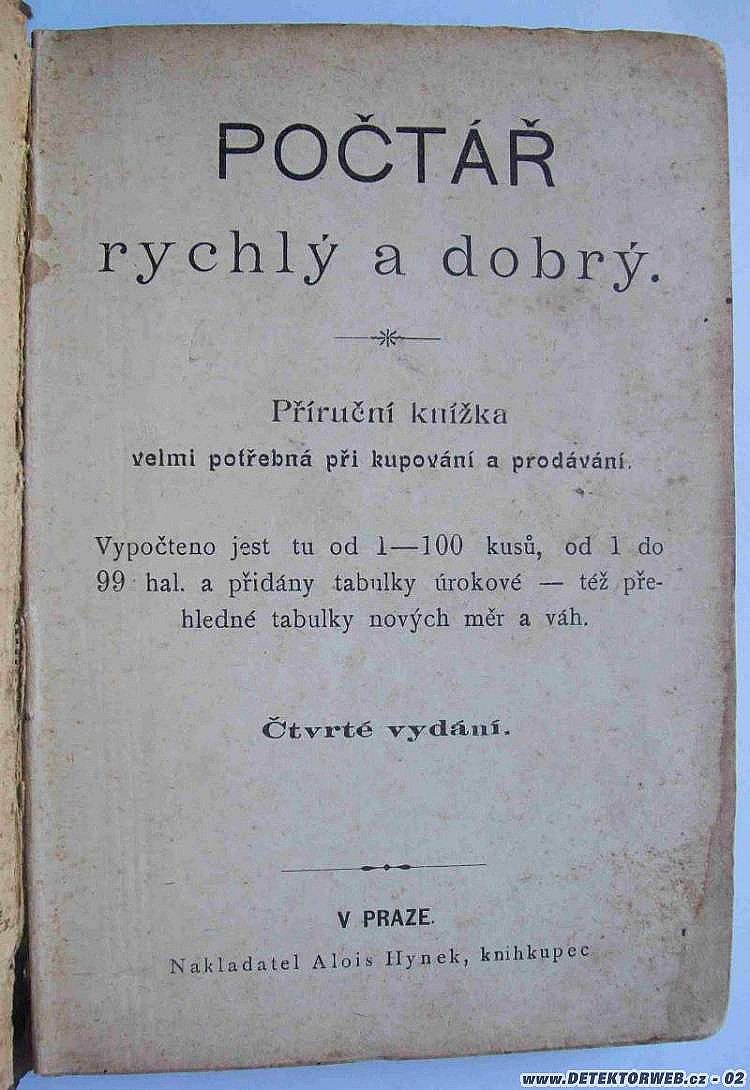 POČTÁŘ
rychlý a dobrý.
Příruční knížka
velmi potřebná při kupování a prodávání.
Vypočteno jest tu od 1—100 kusů, od 1 do
99 hal. a přidány tabulky úrokové — též pře-
hledné tabulky nových měr a váh.
Čtvrté vydání.
V PRAZE.
Nakladatel Alois Hynek, knihkupec
www.DETEKTORWEB.cz - 02